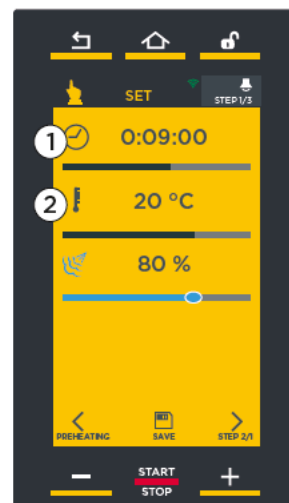 SET
STEP 1/3
1
0:09:00
2
20 °C
80 %
PREHEATING
SAVE
STEP 2/1
START
STOP